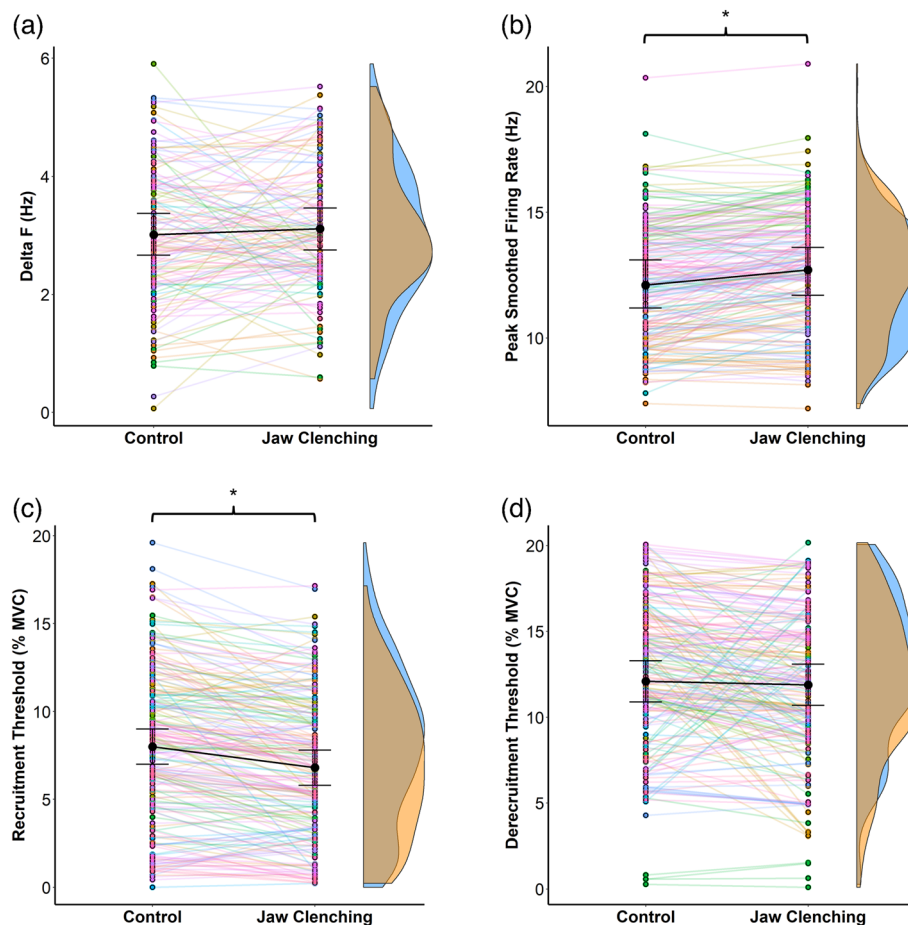 (a)
Delta F (Hz)
6
4
2
0
Control
Jaw Clenching
(b)
*
Peak Smoothed Firing Rate (Hz)
20
15
10
Control
Jaw Clenching
(c)
*
Recruitment Threshold (% MVC)
20
15
10
5
0
Control
Jaw Clenching
(d)
Derecruitment Threshold (% MVC)
20
15
10
5
0
Control
Jaw Clenching